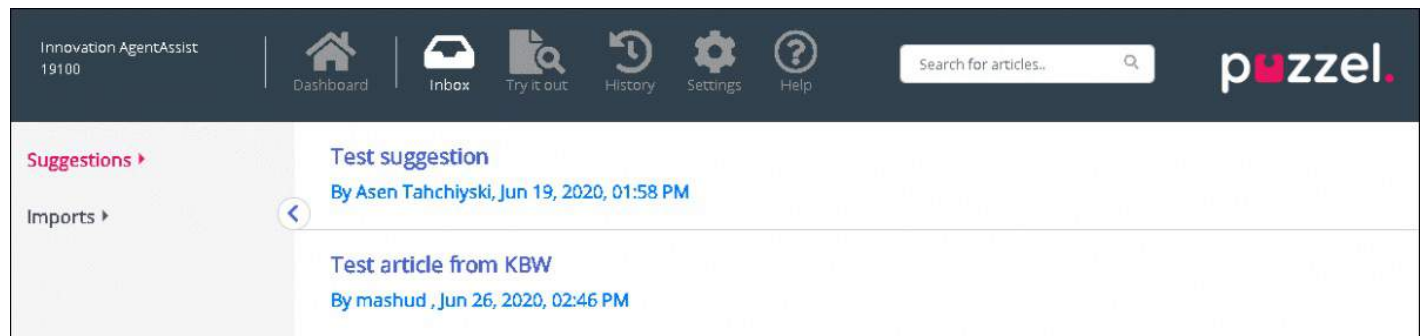 Innovation AgentAssist
19100
Dashboard
Inbox
Try it out
History
Settings
Help
Search for articles..
puzzel.
Suggestions
Imports
Test suggestion
By Asen Tahchiyski, Jun 19, 2020, 01:58 PM
Test article from KBW
By mashud , Jun 26, 2020, 02:46 PM